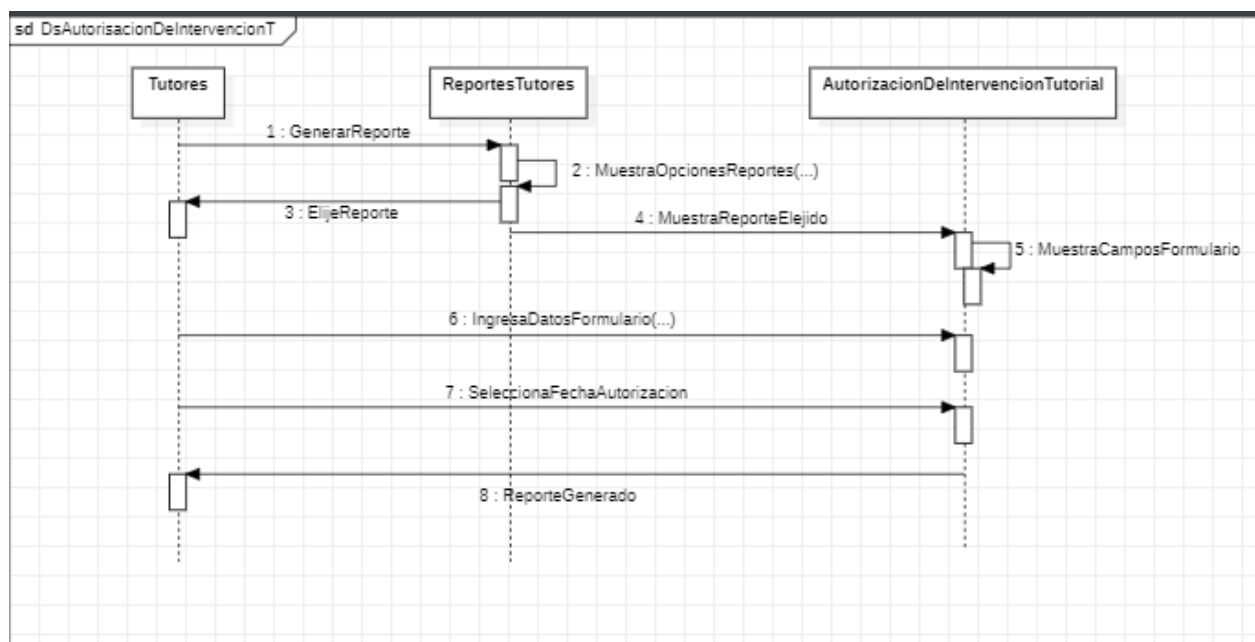 sd DsAutorisacionDeIntervencionT
Tutores
ReportesTutores
AutorizacionDeIntervencionTutorial
1 : GenerarReporte
2 : MuestraOpcionesReportes(...)
3 : ElijeReporte
4 : MuestraReporteElejido
5 : MuestraCamposFormulario
6 : IngresaDatosFormulario(...)
7 : SeleccionaFechaAutorizacion
8 : ReporteGenerado